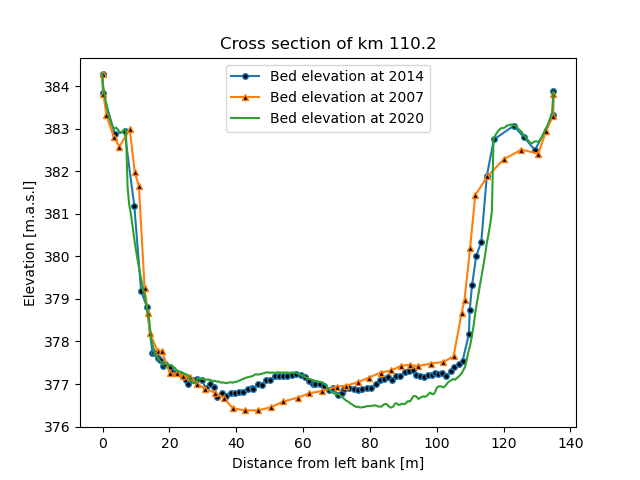 Cross section of km 110.2
Bed elevation at 2014
Bed elevation at 2007
Bed elevation at 2020
Elevation [m.a.s.l]
384
383
382
381
380
379
378
377
376
0 20 40 60 80 100 120 140
Distance from left bank [m]